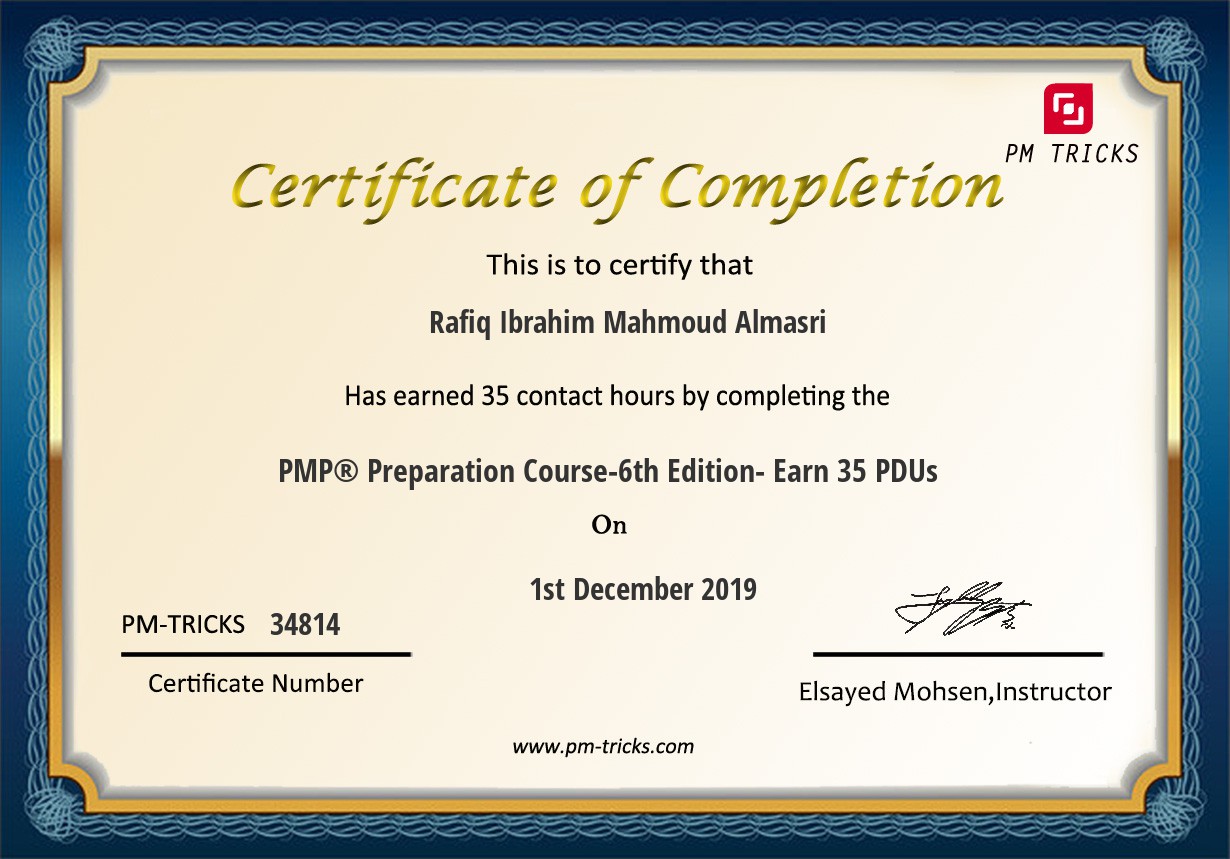 PM TRICKS
Certificate of Completion
This is to certify that
Rafiq Ibrahim Mahmoud Almasri
Has earned 35 contact hours by completing the
PMP® Preparation Course-6th Edition- Earn 35 PDUs
On
1st December 2019
PM-TRICKS 34814
Certificate Number
Elsayed Mohsen,Instructor
www.pm-tricks.com